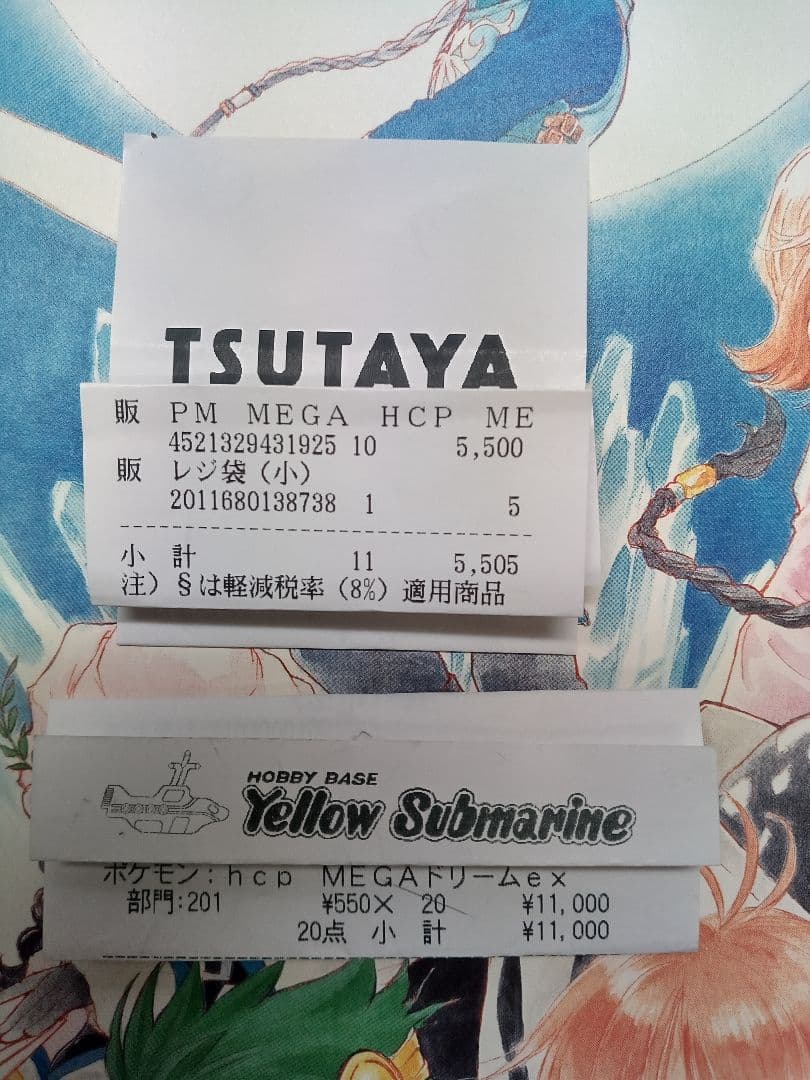 TSUTAYA
販 PM MEGA HCP ME
4521329431925 10 5,500
販 レジ袋(小)
2011680138738 1 5
小計 11 5,505
注)§は軽減税率(8%)適用商品
HOBBY BASE
Yellow Submarine
ポケモン:hcp MEGAドリームex
部門:201 ¥550× 20 ¥11,000
20点 小計 ¥11,000